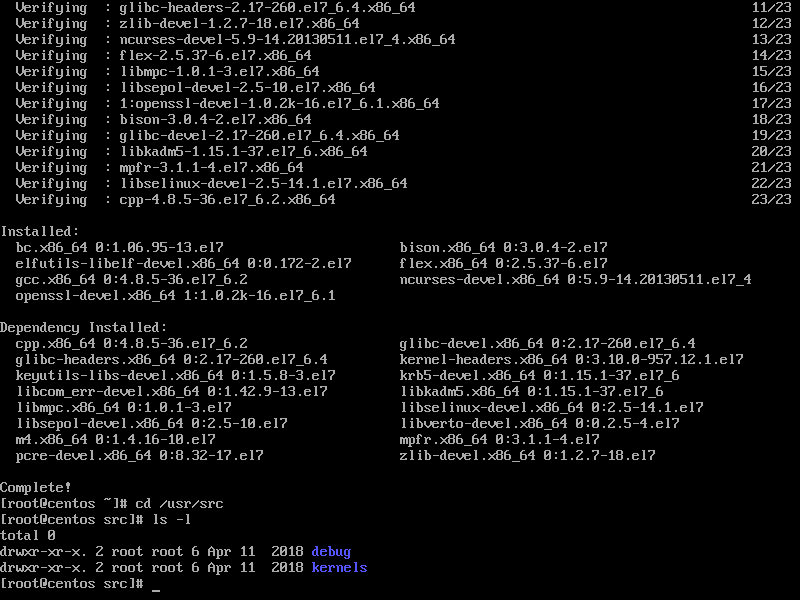 Verifying : glibc-headers-2.17-260.el7_6.4.x86_64 11/23
Verifying : zlib-devel-1.2.7-18.el7.x86_64 12/23
Verifying : ncurses-devel-5.9-14.20130511.el7_4.x86_64 13/23
Verifying : flex-2.5.37-6.el7.x86_64 14/23
Verifying : libmpc-1.0.1-3.el7.x86_64 15/23
Verifying : libsepol-devel-2.5-10.el7.x86_64 16/23
Verifying : 1:openssl-devel-1.0.2k-16.el7_6.1.x86_64 17/23
Verifying : bison-3.0.4-2.el7.x86_64 18/23
Verifying : glibc-devel-2.17-260.el7_6.4.x86_64 19/23
Verifying : libkadm5-1.15.1-37.el7_6.x86_64 20/23
Verifying : mpfr-3.1.1-4.el7.x86_64 21/23
Verifying : libselinux-devel-2.5-14.1.el7.x86_64 22/23
Verifying : cpp-4.8.5-36.el7_6.2.x86_64 23/23
Installed:
bc.x86_64 0:1.06.95-13.el7 bison.x86_64 0:3.0.4-2.el7
elfutils-libelf-devel.x86_64 0:0.172-2.el7 flex.x86_64 0:2.5.37-6.el7
gcc.x86_64 0:4.8.5-36.el7_6.2 ncurses-devel.x86_64 0:5.9-14.20130511.el7_4
openssl-devel.x86_64 1:1.0.2k-16.el7_6.1
Dependency Installed:
cpp.x86_64 0:4.8.5-36.el7_6.2 glibc-devel.x86_64 0:2.17-260.el7_6.4
glibc-headers.x86_64 0:2.17-260.el7_6.4 kernel-headers.x86_64 0:3.10.0-957.12.1.el7
keyutils-libs-devel.x86_64 0:1.5.8-3.el7 krb5-devel.x86_64 0:1.15.1-37.el7_6
libcom_err-devel.x86_64 0:1.42.9-13.el7 libkadm5.x86_64 0:1.15.1-37.el7_6
libmpc.x86_64 0:1.0.1-3.el7 libselinux-devel.x86_64 0:2.5-14.1.el7
libsepol-devel.x86_64 0:2.5-10.el7 libverto-devel.x86_64 0:0.2.5-4.el7
m4.x86_64 0:1.4.16-10.el7 mpfr.x86_64 0:3.1.1-4.el7
pcre-devel.x86_64 0:8.32-17.el7 zlib-devel.x86_64 0:1.2.7-18.el7
Complete!
[root@centos ~]# cd /usr/src
[root@centos src]# ls -l
total 0
drwxr-xr-x. 2 root root 6 Apr 11 2018 debug
drwxr-xr-x. 2 root root 6 Apr 11 2018 kernels
[root@centos src]# _